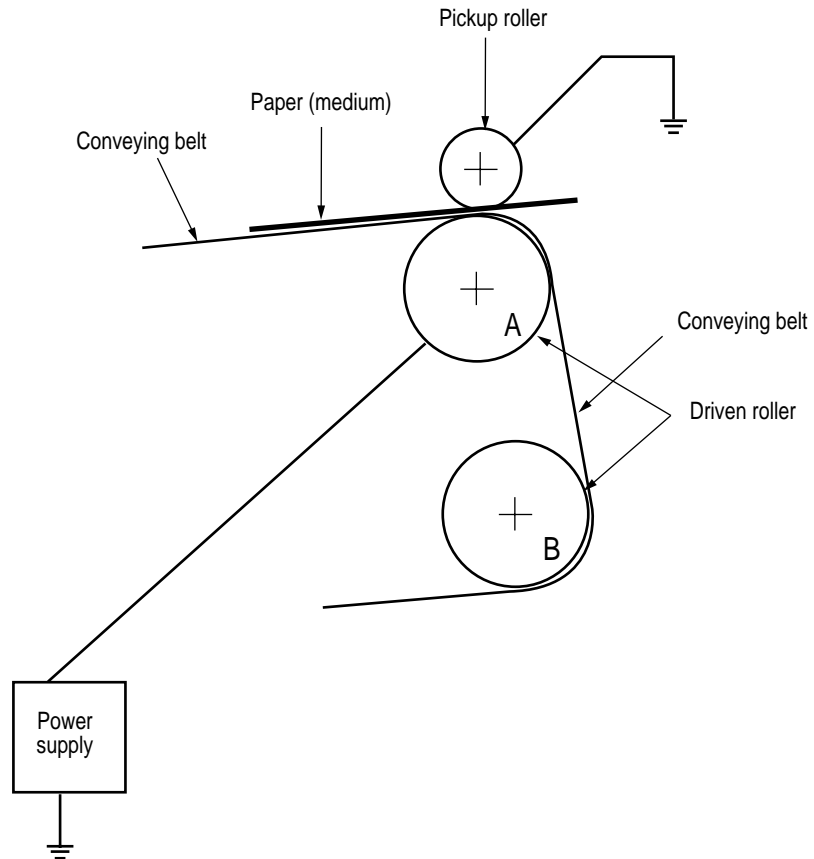 Pickup roller
Paper (medium)
Conveying belt
A
Conveying belt
Driven roller
B
Power
supply